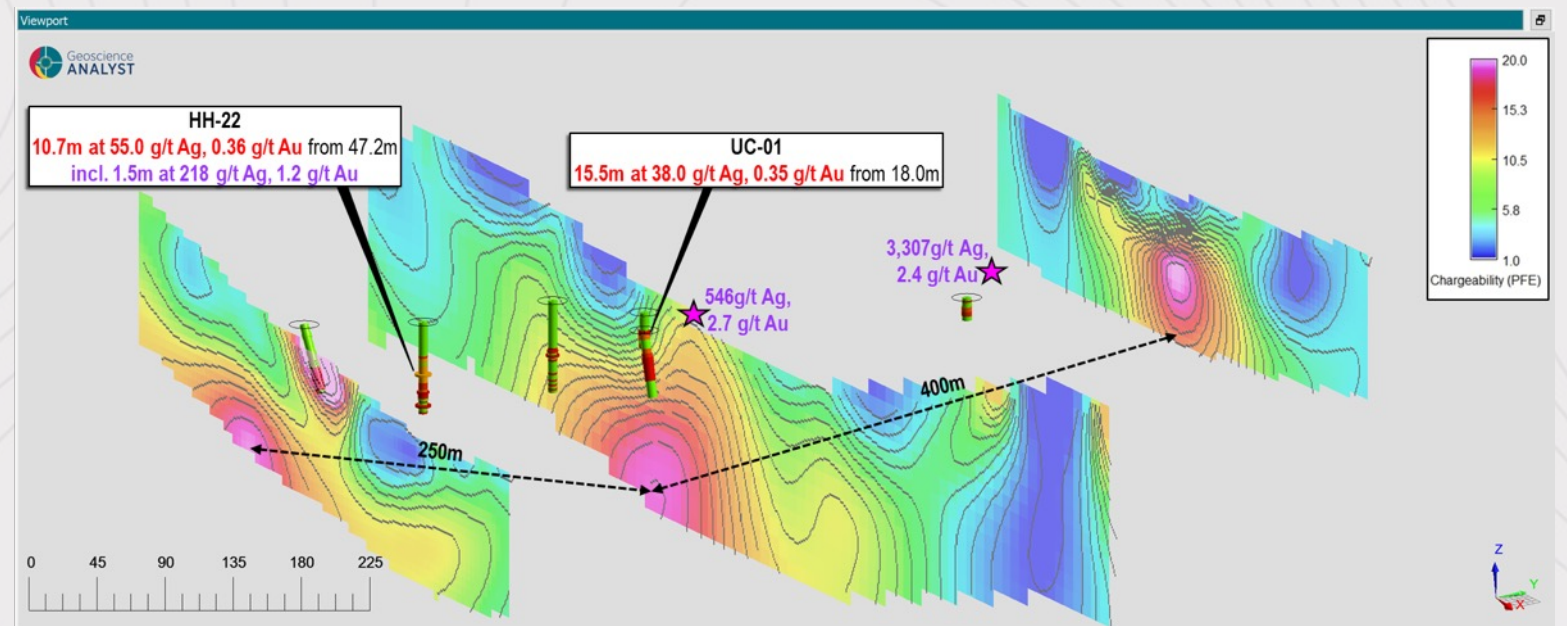 Viewport
Geoscience
ANALYST
HH-22
10.7m at 55.0 g/t Ag, 0.36 g/t Au from 47.2m
incl. 1.5m at 218 g/t Ag, 1.2 g/t Au
UC-01
15.5m at 38.0 g/t Ag, 0.35 g/t Au from 18.0m
20.0
15.3
10.5
5.8
1.0
Chargeability (PFE)
3,307g/t Ag,
2.4 g/t Au
546g/t Ag,
2.7 g/t Au
400m
250m
0 45 90 135 180 225
Z
Y
X